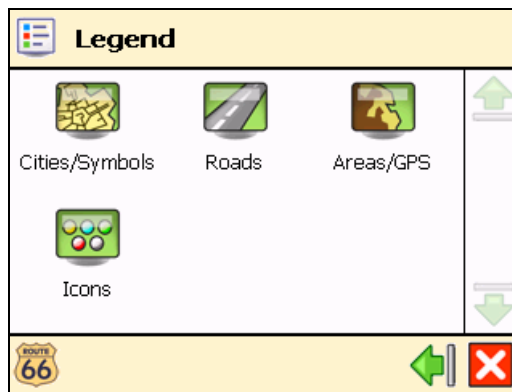 Legend
Cities/Symbols
Roads
Areas/GPS
Icons
ROUTE
66